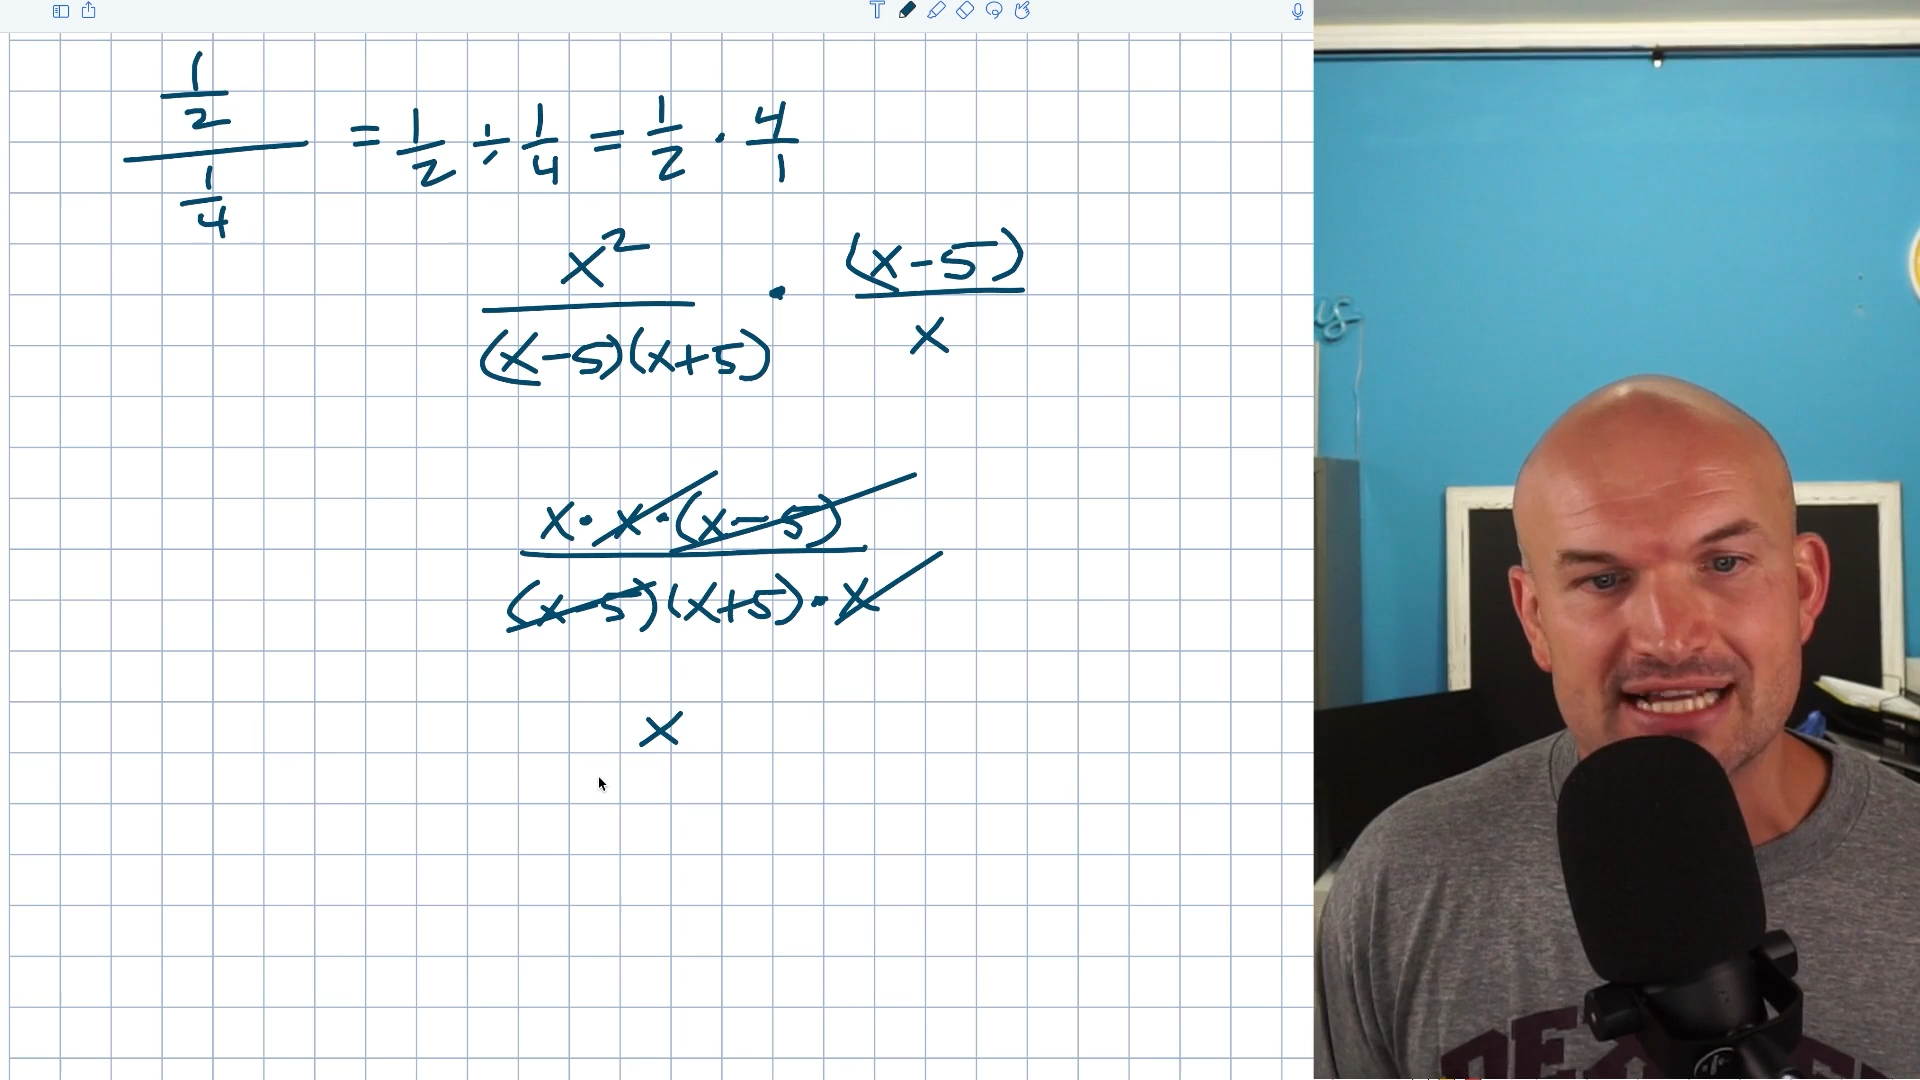 1/2 / 1/4 = 1/2 ÷ 1/4 = 1/2 · 4/1
x² / (x-5)(x+5) · (x-5) / x
x · x · (x-5) / (x-5)(x+5) · x
x